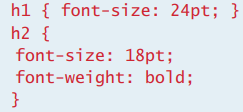 h1 { font-size: 24pt; }
h2 {
font-size: 18pt;
font-weight: bold;
}